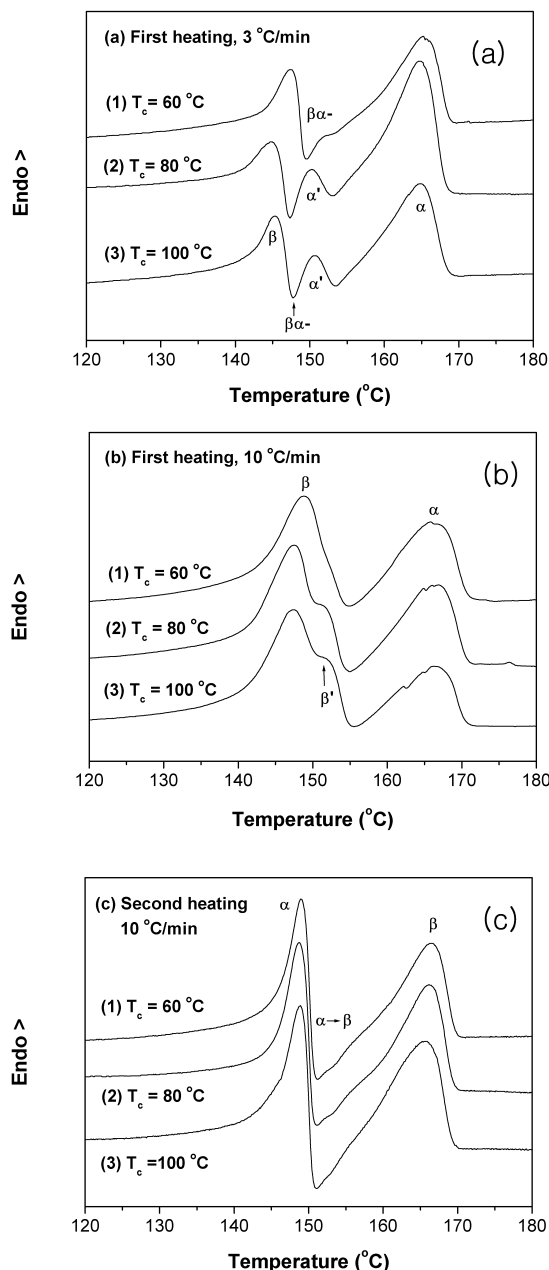 (a) First heating, 3 °C/min
(a)
(1) Tc= 60 °C
βα-
(2) Tc= 80 °C
α'
β
α
(3) Tc= 100 °C
α'
βα-
Endo >
120 130 140 150 160 170 180
Temperature (°C)
(b) First heating, 10 °C/min
(b)
β
α
(1) Tc = 60 °C
(2) Tc = 80 °C
(3) Tc = 100 °C
β'
Endo >
120 130 140 150 160 170 180
Temperature (°C)
(c) Second heating
10 °C/min
(c)
α
β
(1) Tc = 60 °C
α→β
(2) Tc = 80 °C
(3) Tc =100 °C
Endo >
120 130 140 150 160 170 180
Temperature (°C)